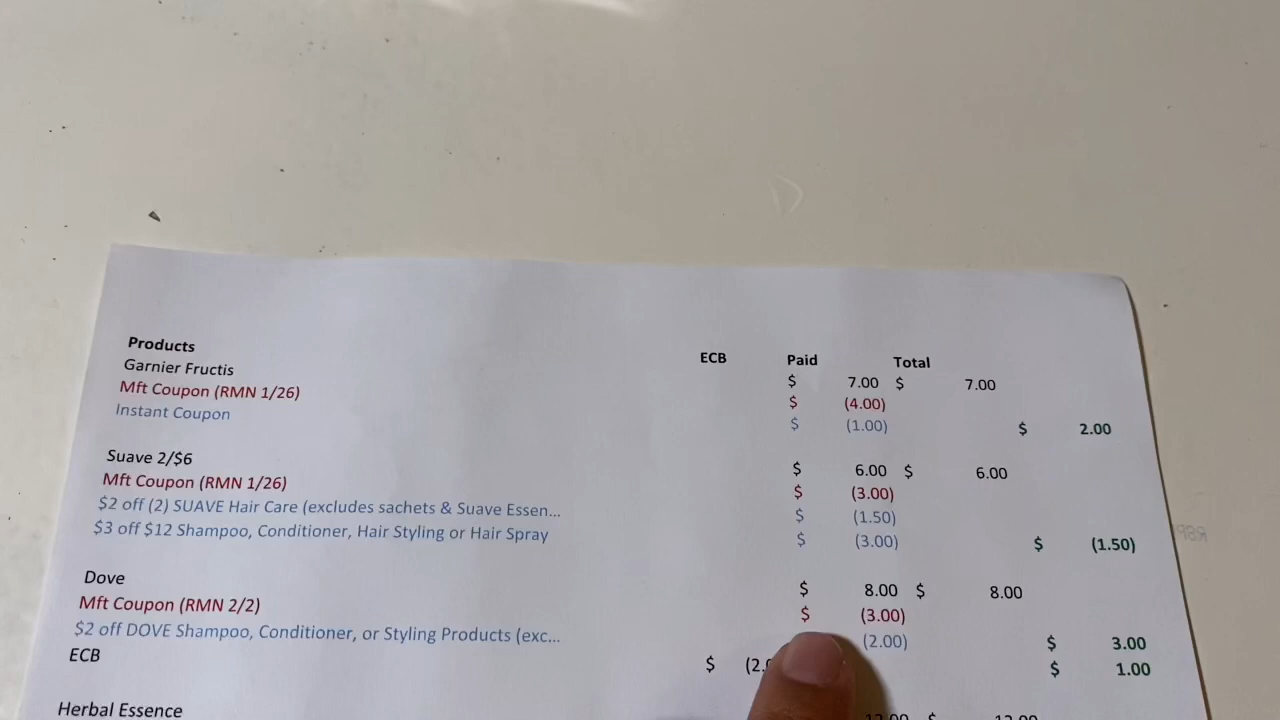 Products ECB Paid Total
Garnier Fructis $ 7.00 $ 7.00
Mft Coupon (RMN 1/26) $ (4.00)
Instant Coupon $ (1.00) $ 2.00
Suave 2/$6 $ 6.00 $ 6.00
Mft Coupon (RMN 1/26) $ (3.00)
$2 off (2) SUAVE Hair Care (excludes sachets & Suave Essen... $ (1.50)
$3 off $12 Shampoo, Conditioner, Hair Styling or Hair Spray $ (3.00) $ (1.50)
Dove $ 8.00 $ 8.00
Mft Coupon (RMN 2/2) $ (3.00)
$2 off DOVE Shampoo, Conditioner, or Styling Products (exc... (2.00) $ 3.00
ECB $ $ 1.00
Herbal Essence